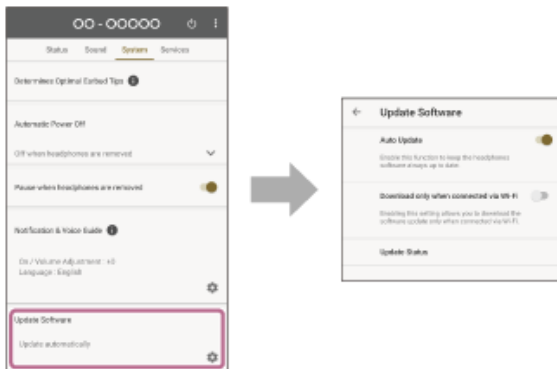 OO-OOOOO
Status Sound System Services
Determines Optimal Earbud Tips
Automatic Power Off
Off when headphones are removed
Pause when headphones are removed
Notification & Voice Guide
On / Volume Adjustment : ±0
Language : English
Update Software
Update automatically
Update Software
Auto Update
Enable this function to keep the headphones
software always up to date.
Download only when connected via Wi-Fi
Enabling this setting allows you to download the
software update only when connected via Wi-Fi.
Update Status